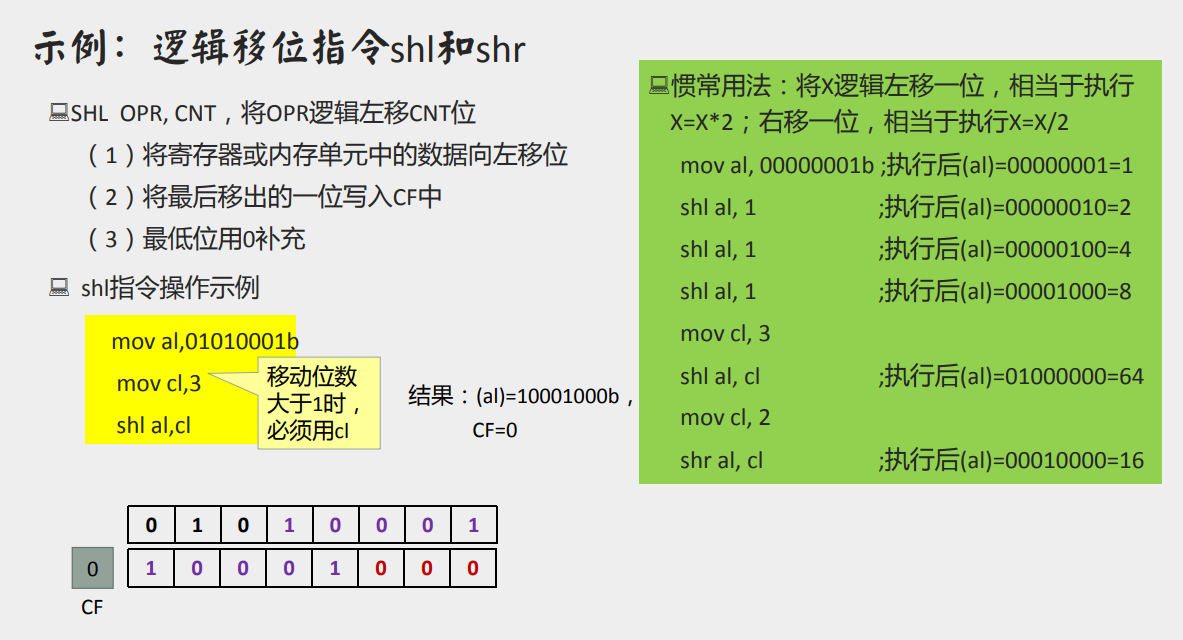 示例： 逻辑移位指令shl和shr
SHL OPR, CNT，将OPR逻辑左移CNT位
（1）将寄存器或内存单元中的数据向左移位
（2）将最后移出的一位写入CF中
（3）最低位用0补充
shl指令操作示例
mov al,01010001b
mov cl,3
shl al,cl
移动位数
大于1时，
必须用cl
结果：(al)=10001000b，
CF=0
0 1 0 1 0 0 0 1
0 1 0 0 0 1 0 0 0
CF
惯常用法：将X逻辑左移一位，相当于执行
X=X*2；右移一位，相当于执行X=X/2
mov al, 00000001b ;执行后(al)=00000001=1
shl al, 1 ;执行后(al)=00000010=2
shl al, 1 ;执行后(al)=00000100=4
shl al, 1 ;执行后(al)=00001000=8
mov cl, 3
shl al, cl ;执行后(al)=01000000=64
mov cl, 2
shr al, cl ;执行后(al)=00010000=16